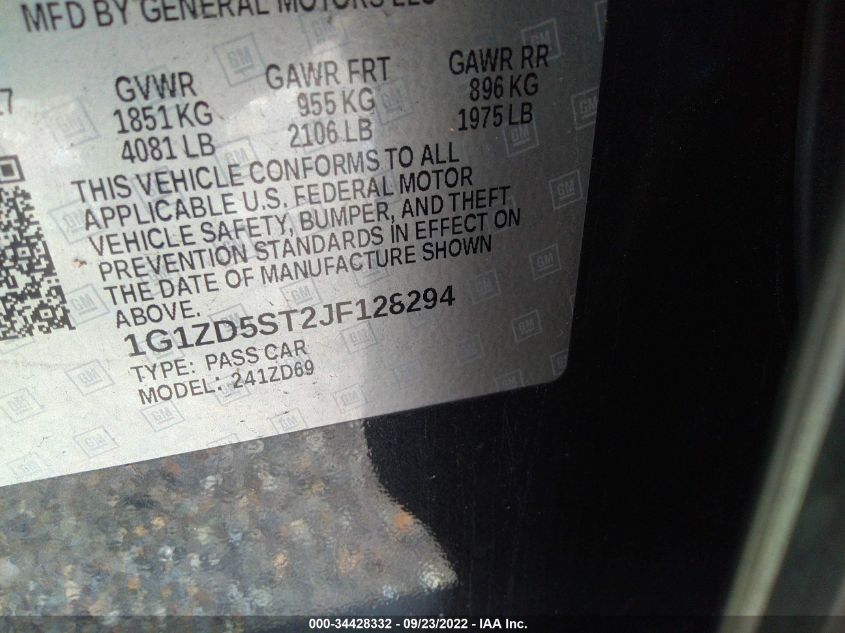 MFD BY GENERAL MOTORS LLC
7 GVWR GAWR FRT GAWR RR
1851 KG 955 KG 896 KG
4081 LB 2106 LB 1975 LB
THIS VEHICLE CONFORMS TO ALL
APPLICABLE U.S. FEDERAL MOTOR
VEHICLE SAFETY, BUMPER, AND THEFT
PREVENTION STANDARDS IN EFFECT ON
THE DATE OF MANUFACTURE SHOWN
ABOVE.
1G1ZD5ST2JF128294
TYPE: PASS CAR
MODEL: 241ZD69
000-34428332 - 09/23/2022 - IAA Inc.